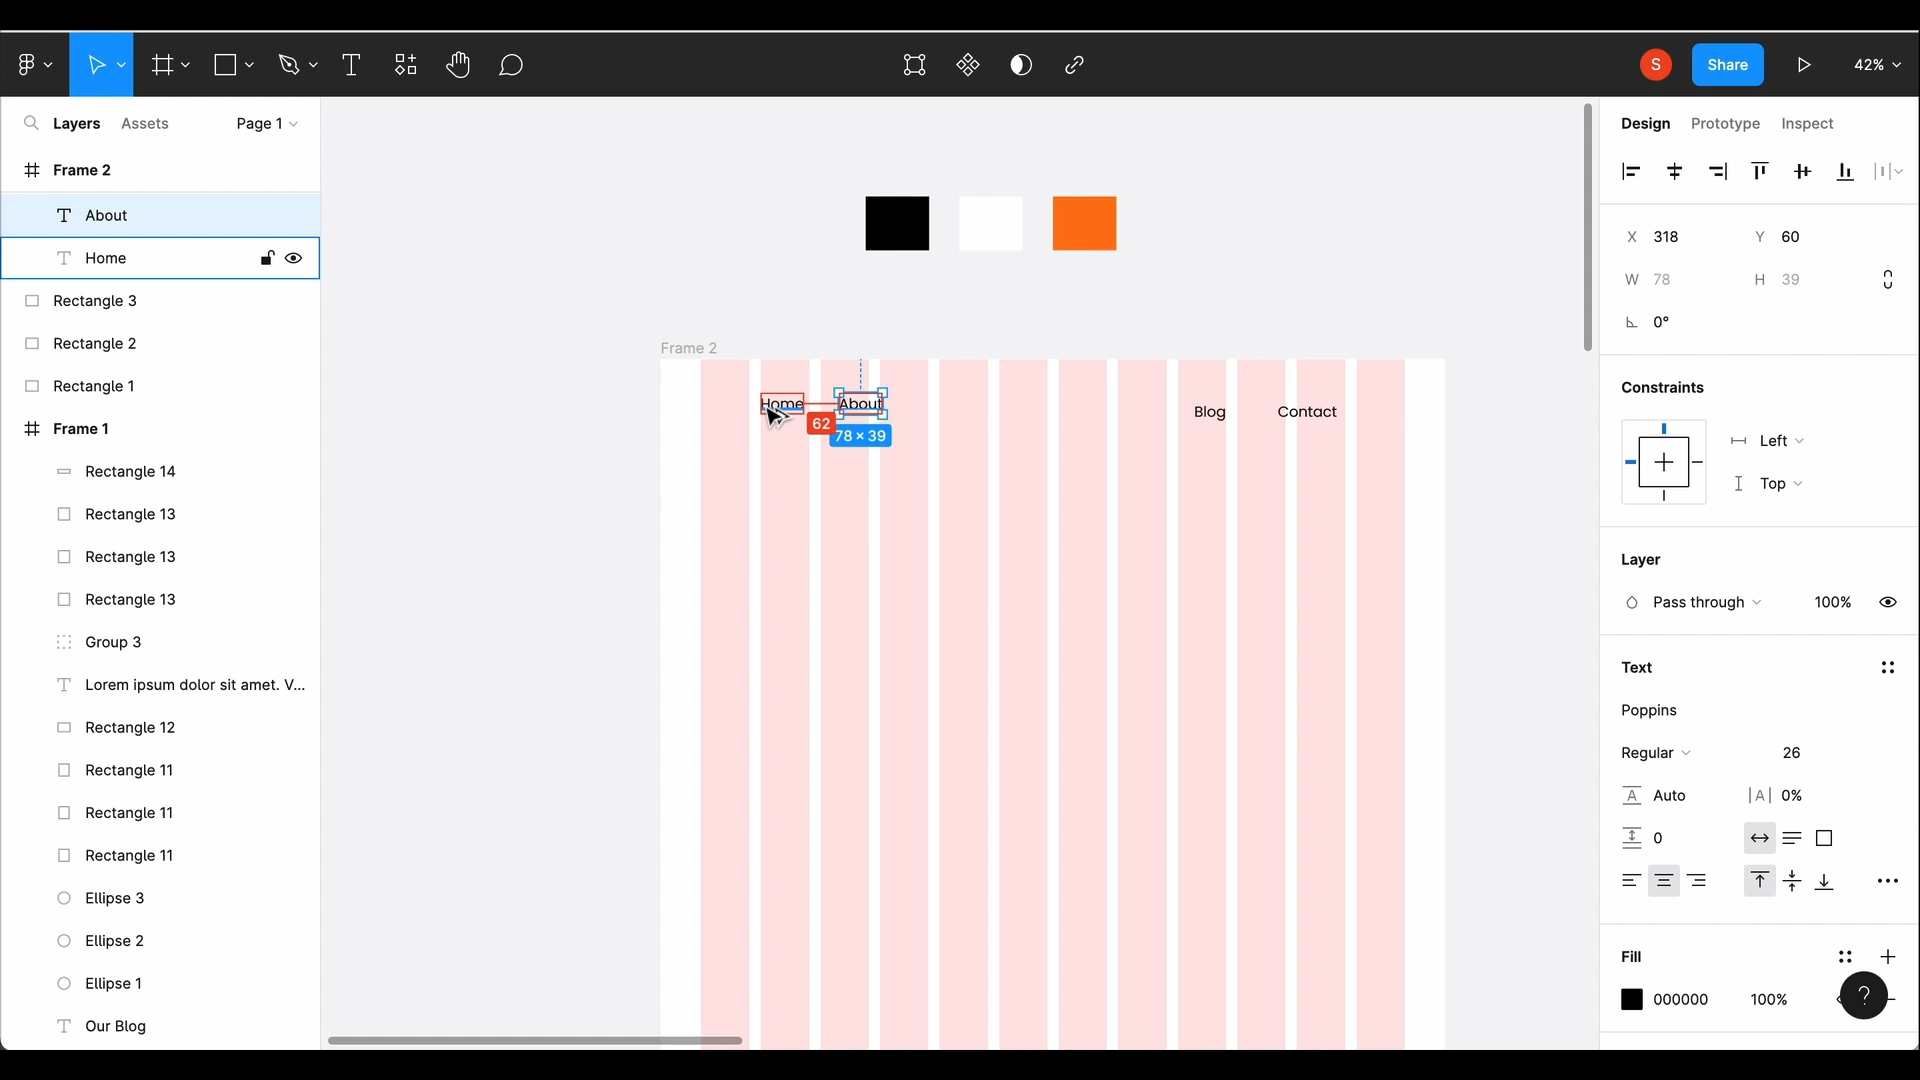 S
Share
42%
Layers
Assets
Page 1
Frame 2
About
Home
Rectangle 3
Rectangle 2
Rectangle 1
Frame 1
Rectangle 14
Rectangle 13
Rectangle 13
Rectangle 13
Group 3
Lorem ipsum dolor sit amet. V...
Rectangle 12
Rectangle 11
Rectangle 11
Rectangle 11
Ellipse 3
Ellipse 2
Ellipse 1
Our Blog
Frame 2
Home
About
Blog
Contact
62
78 × 39
Design
Prototype
Inspect
X 318
Y 60
W 78
H 39
0°
Constraints
Left
Top
Layer
Pass through
100%
Text
Poppins
Regular
26
Auto
0%
0
Fill
000000
100%
?